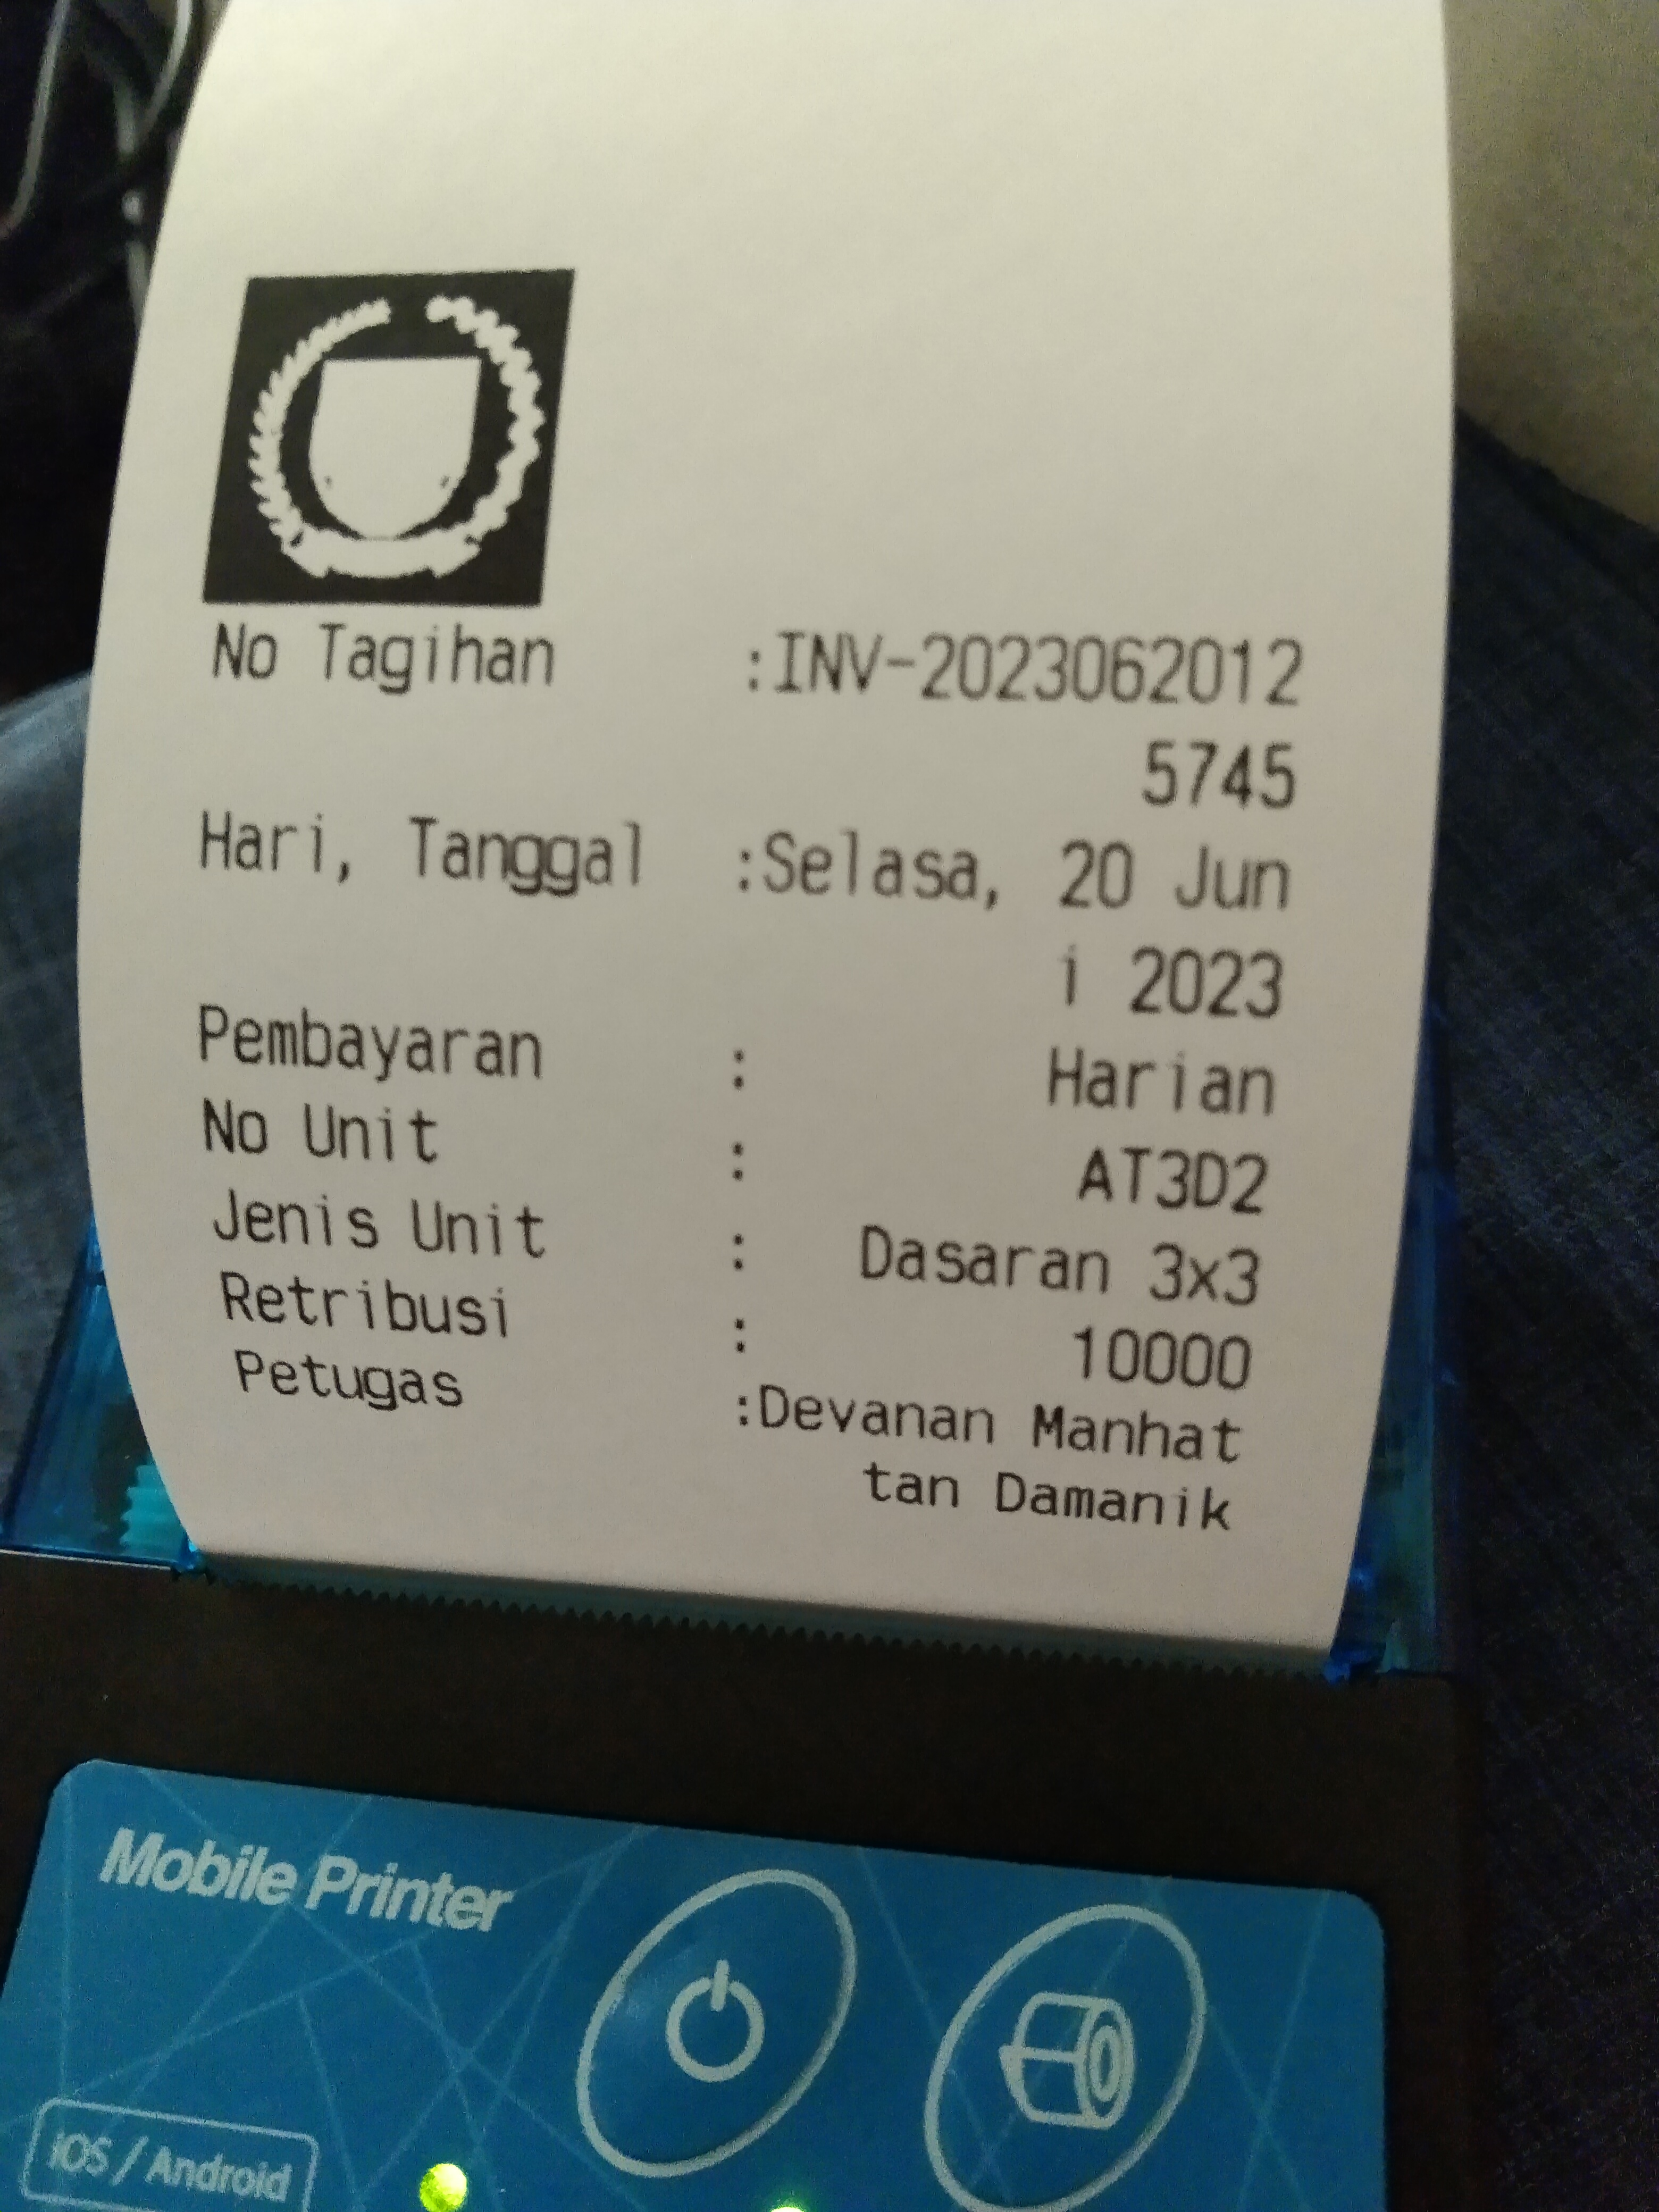 No Tagihan :INV-2023062012
5745
Hari, Tanggal :Selasa, 20 Jun
i 2023
Pembayaran : Harian
No Unit : AT3D2
Jenis Unit : Dasaran 3x3
Retribusi : 10000
Petugas :Devanan Manhat
tan Damanik
Mobile Printer
iOS / Android